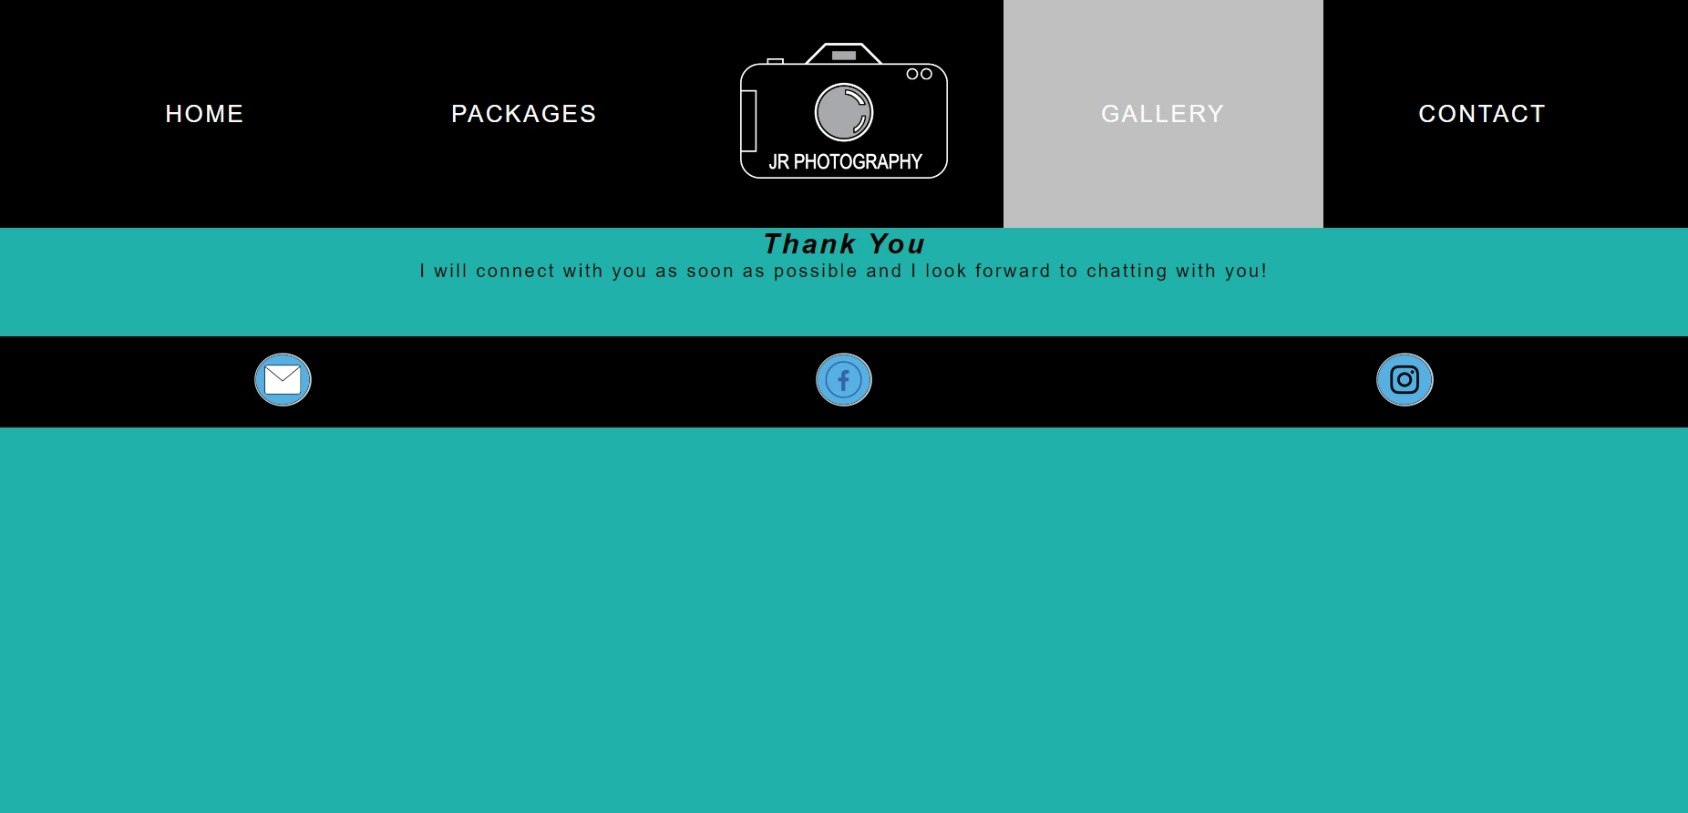 HOME
PACKAGES
JR PHOTOGRAPHY
GALLERY
CONTACT
Thank You
I will connect with you as soon as possible and I look forward to chatting with you!